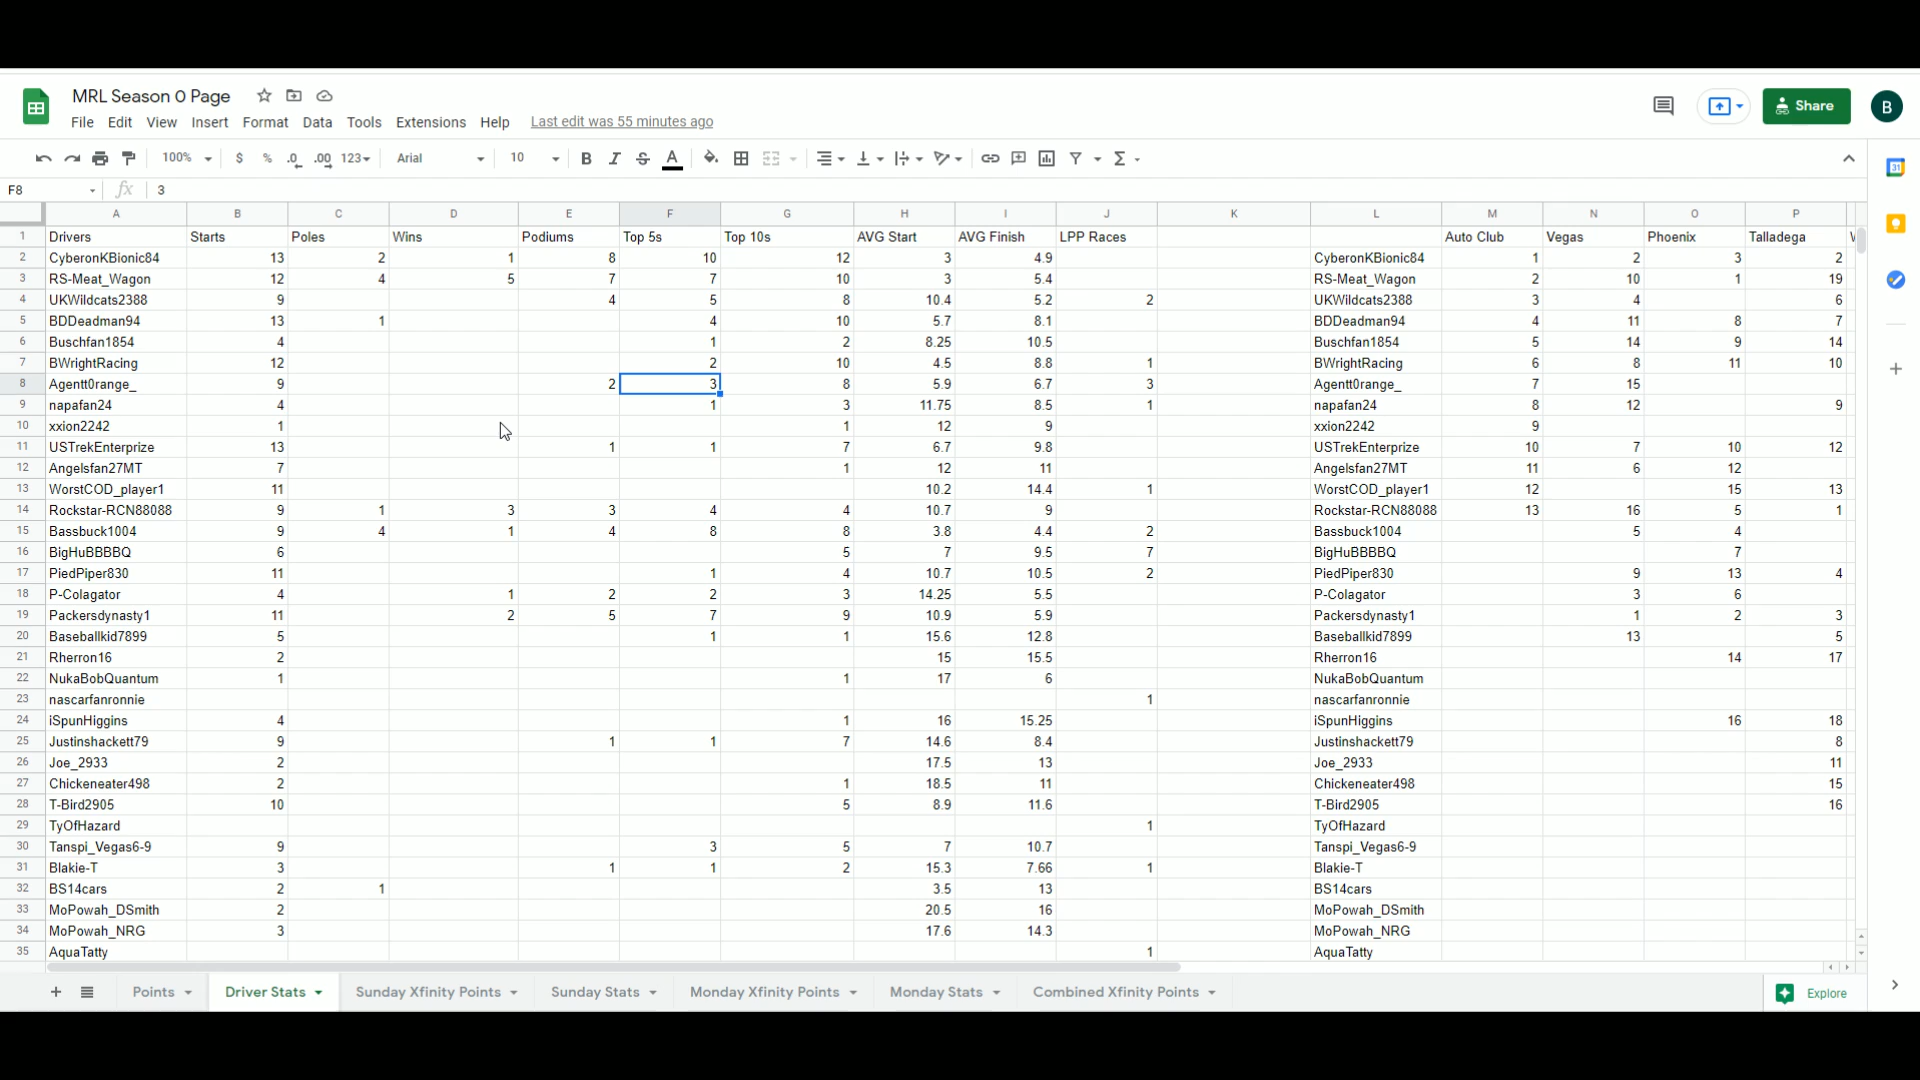 MRL Season 0 Page
File Edit View Insert Format Data Tools Extensions Help Last edit was 55 minutes ago
Share
B
100% $ % .0 .00 123 Arial 10 B I S A
31
F8 fx 3
A B C D E F G H I J K L M N O P
1 Drivers Starts Poles Wins Podiums Top 5s Top 10s AVG Start AVG Finish LPP Races Auto Club Vegas Phoenix Talladega
2 CyberonKBionic84 13 2 1 8 10 12 3 4.9 CyberonKBionic84 1 2 3 2
3 RS-Meat_Wagon 12 4 5 7 7 10 3 5.4 RS-Meat_Wagon 2 10 1 19
4 UKWildcats2388 9 4 5 8 10.4 5.2 2 UKWildcats2388 3 4 6
5 BDDeadman94 13 1 4 10 5.7 8.1 BDDeadman94 4 11 8 7
6 Buschfan1854 4 1 2 8.25 10.5 Buschfan1854 5 14 9 14
7 BWrightRacing 12 2 10 4.5 8.8 1 BWrightRacing 6 8 11 10
8 Agentt0range_ 9 2 3 8 5.9 6.7 3 Agentt0range_ 7 15
9 napafan24 4 1 3 11.75 8.5 1 napafan24 8 12 9
10 xxion2242 1 1 12 9 xxion2242 9
11 USTrekEnterprize 13 1 1 7 6.7 9.8 USTrekEnterprize 10 7 10 12
12 Angelsfan27MT 7 1 12 11 Angelsfan27MT 11 6 12
13 WorstCOD_player1 11 10.2 14.4 1 WorstCOD_player1 12 15 13
14 Rockstar-RCN88088 9 1 3 3 4 4 10.7 9 Rockstar-RCN88088 13 16 5 1
15 Bassbuck1004 9 4 1 4 8 8 3.8 4.4 2 Bassbuck1004 5 4
16 BigHuBBBBQ 6 5 7 9.5 7 BigHuBBBBQ 7
17 PiedPiper830 11 1 4 10.7 10.5 2 PiedPiper830 9 13 4
18 P-Colagator 4 1 2 2 3 14.25 5.5 P-Colagator 3 6
19 Packersdynasty1 11 2 5 7 9 10.9 5.9 Packersdynasty1 1 2 3
20 Baseballkid7899 5 1 1 15.6 12.8 Baseballkid7899 13 5
21 Rherron16 2 15 15.5 Rherron16 14 17
22 NukaBobQuantum 1 1 17 6 NukaBobQuantum
23 nascarfanronnie 1 nascarfanronnie
24 iSpunHiggins 4 1 16 15.25 iSpunHiggins 16 18
25 Justinshackett79 9 1 1 7 14.6 8.4 Justinshackett79 8
26 Joe_2933 2 17.5 13 Joe_2933 11
27 Chickeneater498 2 1 18.5 11 Chickeneater498 15
28 T-Bird2905 10 5 8.9 11.6 T-Bird2905 16
29 TyOfHazard 1 TyOfHazard
30 Tanspi_Vegas6-9 9 3 5 7 10.7 Tanspi_Vegas6-9
31 Blakie-T 3 1 1 2 15.3 7.66 1 Blakie-T
32 BS14cars 2 1 3.5 13 BS14cars
33 MoPowah_DSmith 2 20.5 16 MoPowah_DSmith
34 MoPowah_NRG 3 17.6 14.3 MoPowah_NRG
35 AquaTatty 1 AquaTatty
Points Driver Stats Sunday Xfinity Points Sunday Stats Monday Xfinity Points Monday Stats Combined Xfinity Points Explore